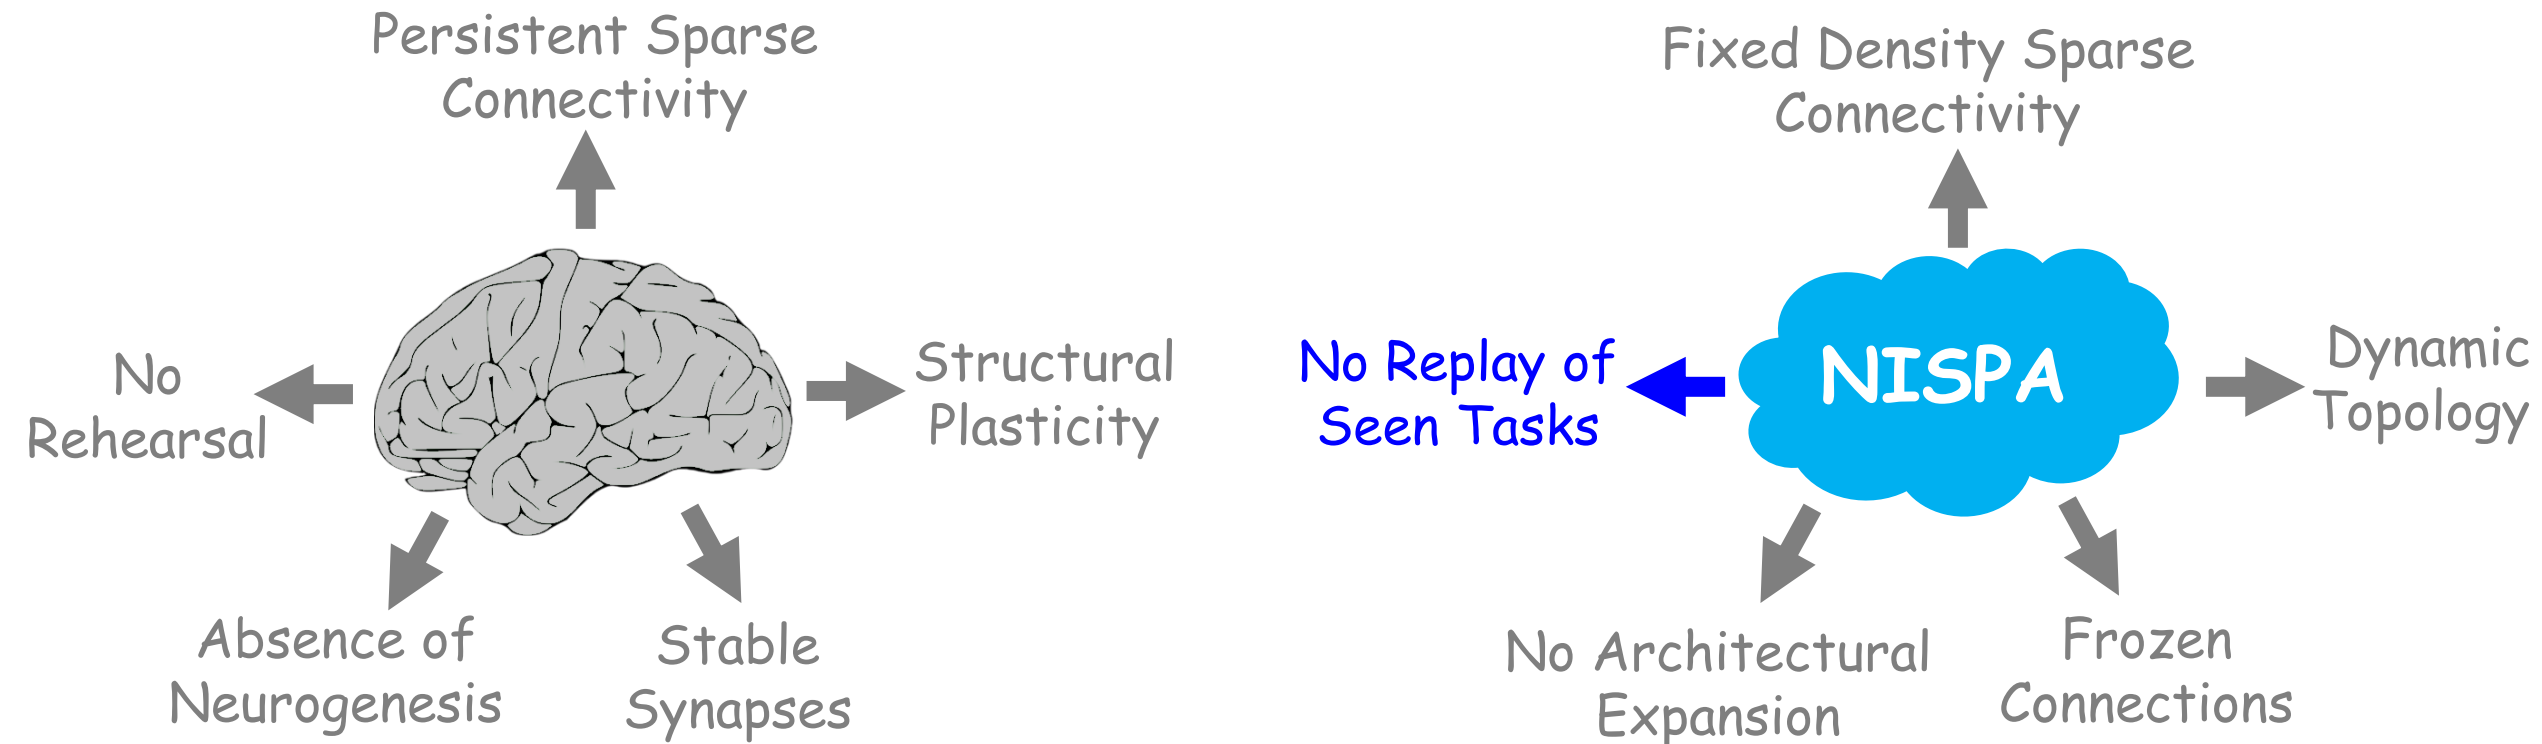 Persistent Sparse
Connectivity
No
Rehearsal
Structural
Plasticity
Absence of
Neurogenesis
Stable
Synapses
Fixed Density Sparse
Connectivity
No Replay of
Seen Tasks
NISPA
Dynamic
Topology
No Architectural
Expansion
Frozen
Connections